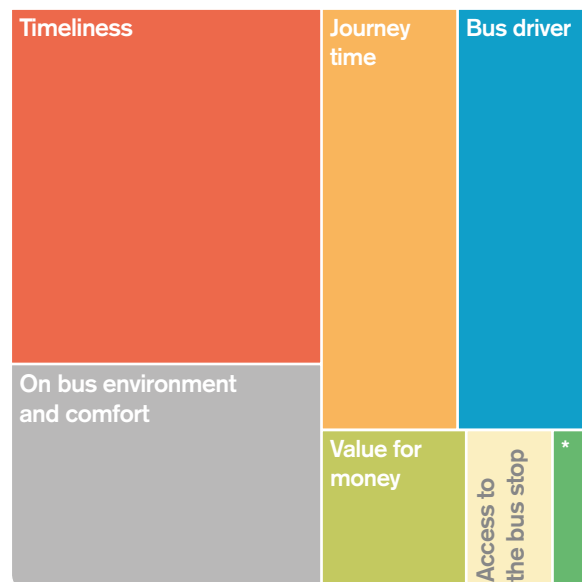 Timeliness
Journey
time
Bus driver
On bus environment
and comfort
Value for
money
Access to
the bus stop
*